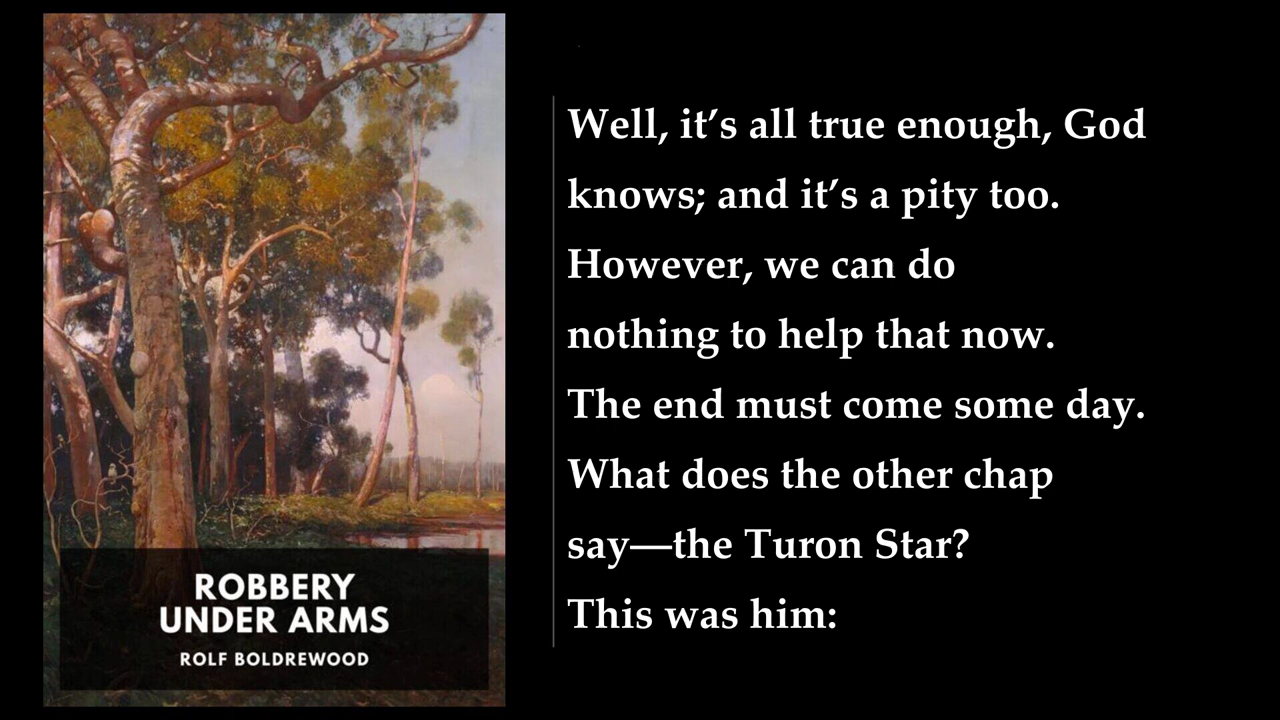 ROBBERY
UNDER ARMS
ROLF BOLDREWOOD
Well, it’s all true enough, God
knows; and it’s a pity too.
However, we can do
nothing to help that now.
The end must come some day.
What does the other chap
say—the Turon Star?
This was him: